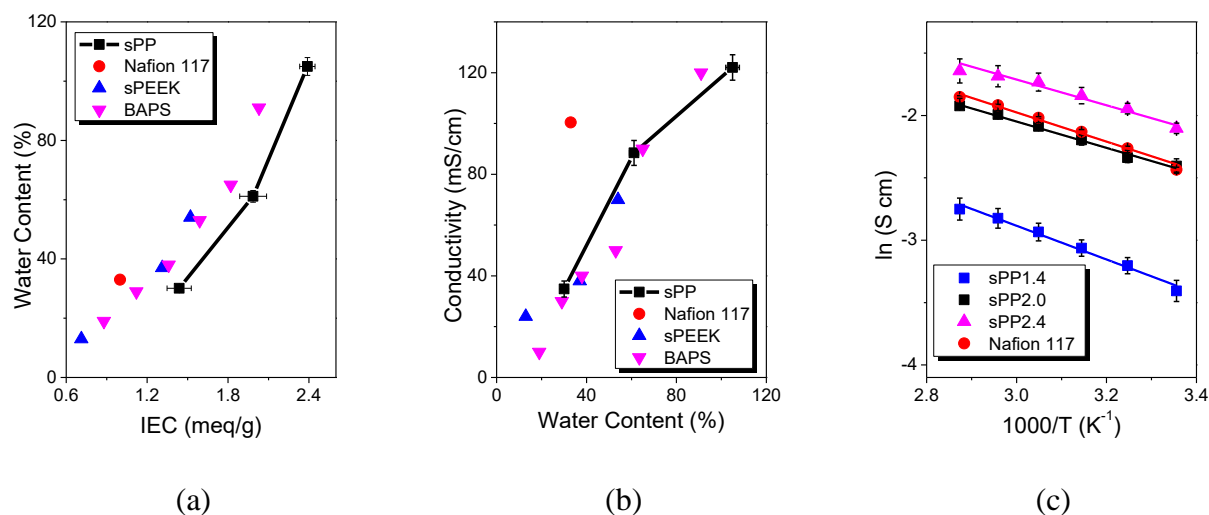 120
80
40
0
Water Content (%)
sPP
Nafion 117
sPEEK
BAPS
0.6 1.2 1.8 2.4
IEC (meq/g)
(a)
120
80
40
0
Conductivity (mS/cm)
sPP
Nafion 117
sPEEK
BAPS
0 40 80 120
Water Content (%)
(b)
-2
-3
-4
ln (S cm)
sPP1.4
sPP2.0
sPP2.4
Nafion 117
2.8 3.0 3.2 3.4
1000/T (K⁻¹)
(c)